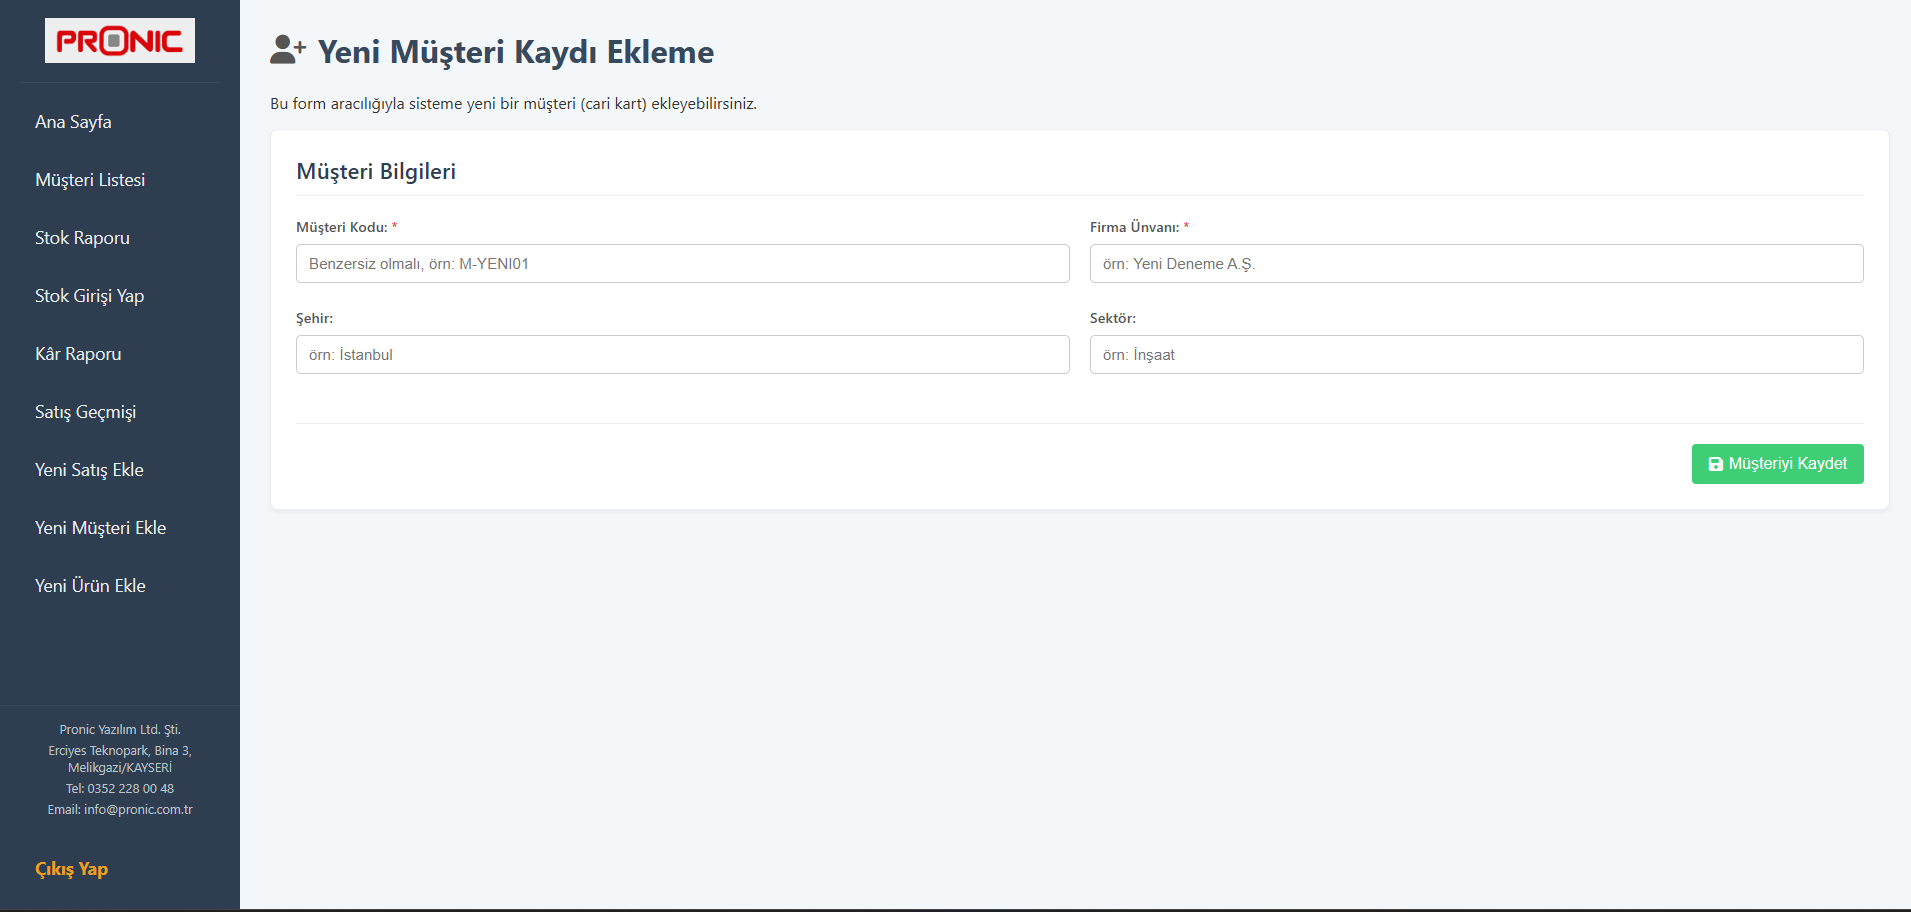 PRONIC
Ana Sayfa
Müşteri Listesi
Stok Raporu
Stok Girişi Yap
Kâr Raporu
Satış Geçmişi
Yeni Satış Ekle
Yeni Müşteri Ekle
Yeni Ürün Ekle
Pronic Yazılım Ltd. Şti.
Erciyes Teknopark, Bina 3,
Melikgazi/KAYSERİ
Tel: 0352 228 00 48
Email: info@pronic.com.tr
Çıkış Yap
Yeni Müşteri Kaydı Ekleme
Bu form aracılığıyla sisteme yeni bir müşteri (cari kart) ekleyebilirsiniz.
Müşteri Bilgileri
Müşteri Kodu: *
Benzersiz olmalı, örn: M-YENI01
Firma Ünvanı: *
örn: Yeni Deneme A.Ş.
Şehir:
örn: İstanbul
Sektör:
örn: İnşaat
Müşteriyi Kaydet